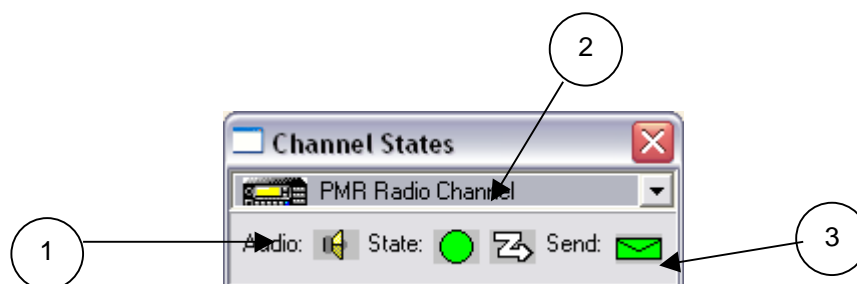 2
Channel States
PMR Radio Channel
1
Audio: State: Send:
3